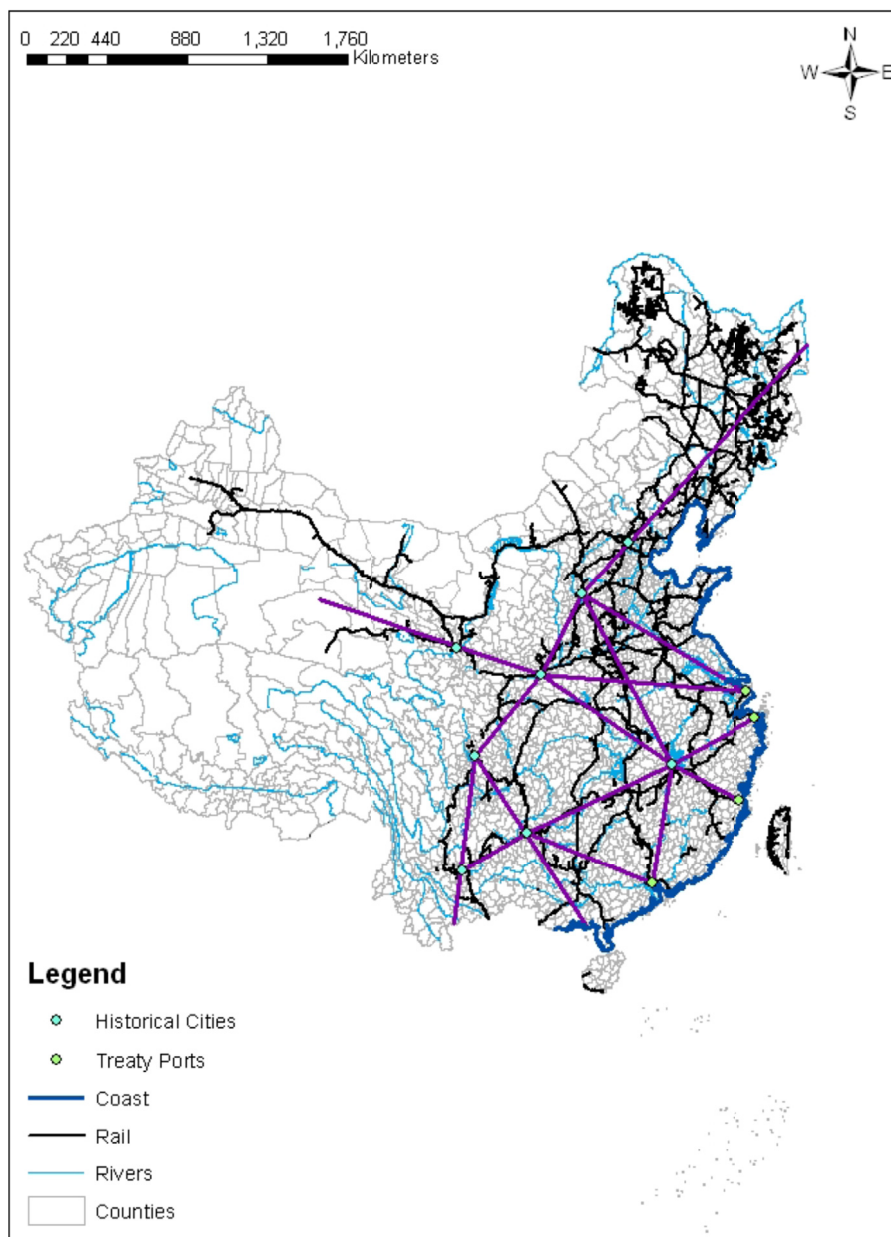 0 220 440 880 1,320 1,760
Kilometers
N
W E
S
Legend
Historical Cities
Treaty Ports
Coast
Rail
Rivers
Counties